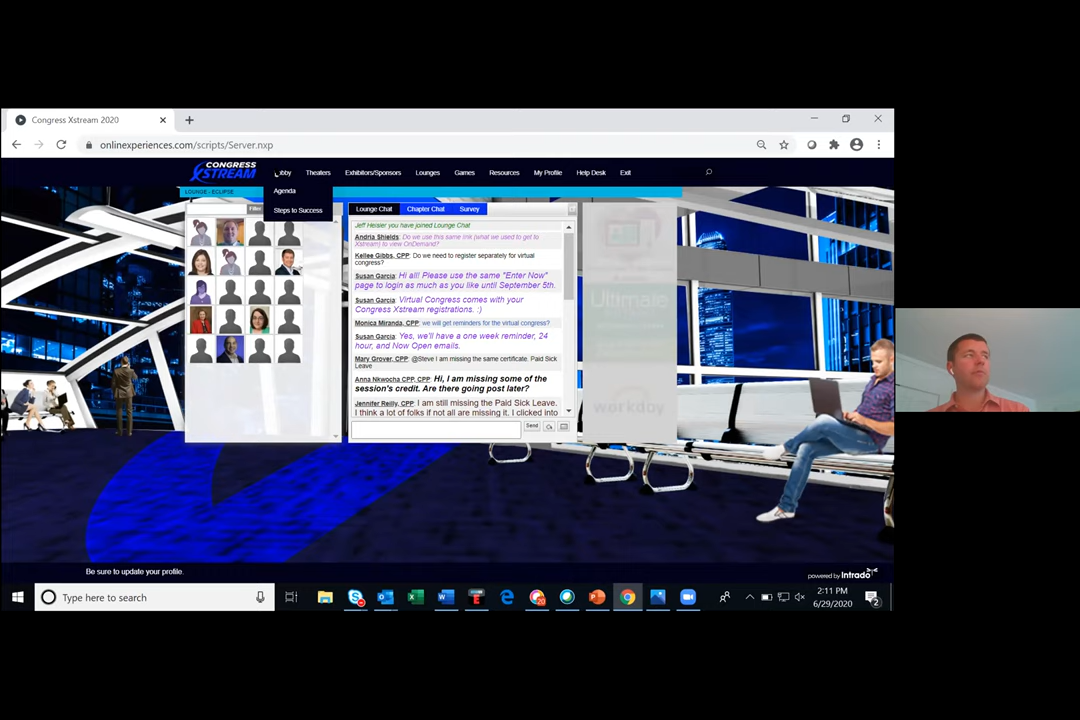 Congress Xstream 2020
onlinexperiences.com/scripts/Server.nxp
CONGRESS
XSTREAM
Lobby Theaters Exhibitors/Sponsors Lounges Games Resources My Profile Help Desk Exit
Agenda
Steps to Success
LOUNGE - ECLIPSE
Filter
Lounge Chat Chapter Chat Survey
Jeff Heisler you have joined Lounge Chat
Andria Shields: Do we use this same ink (what we used to get to
Xstream) to view OnDemand?
Kellee Gibbs, CPP: Do we need to register separately for virtual
congress?
Susan Garcia: Hi all! Please use the same "Enter Now"
page to login as much as you like until September 5th.
Susan Garcia: Virtual Congress comes with your
Congress Xstream registrations. :)
Monica Miranda, CPP: we will get reminders for the virtual congress?
Susan Garcia: Yes, we'll have a one week reminder, 24
hour, and Now Open emails.
Mary Grover, CPP: @Steve I am missing the same certificate. Paid Sick
Leave
Anna Nkwocha CPP, CPP: Hi, I am missing some of the
session's credit. Are there going post later?
Jennifer Reilly, CPP: I am still missing the Paid Sick Leave.
I think a lot of folks if not all are missing it. I clicked into
Send
Ultimate
workday
Be sure to update your profile.
powered by Intrado
Type here to search
20
2:11 PM
6/29/2020
2